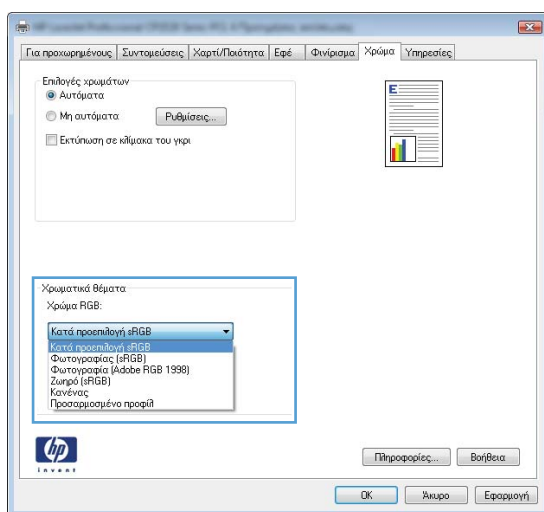 Για προχωρημένους Συντομεύσεις Χαρτί/Ποιότητα Εφέ Φινίρισμα Χρώμα Υπηρεσίες
Επιλογές χρωμάτων
Αυτόματα
Μη αυτόματα Ρυθμίσεις...
Εκτύπωση σε κλίμακα του γκρι
E
Χρωματικά θέματα
Χρώμα RGB:
Κατά προεπιλογή sRGB
Κατά προεπιλογή sRGB
Φωτογραφίας (sRGB)
Φωτογραφία (Adobe RGB 1998)
Ζωηρό (sRGB)
Κανένας
Προσαρμοσμένο προφίλ
hp
invent
Πληροφορίες... Βοήθεια
OK Άκυρο Εφαρμογή